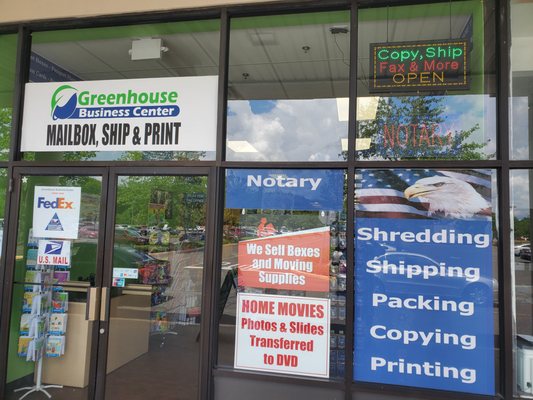 Greenhouse
Business Center
MAILBOX, SHIP & PRINT
Copy, Ship
Fax & More
OPEN
NOTARY
FedEx
U.S. MAIL
Notary
We Sell Boxes
and Moving
Supplies
HOME MOVIES
Photos & Slides
Transferred
to DVD
Shredding
Shipping
Packing
Copying
Printing